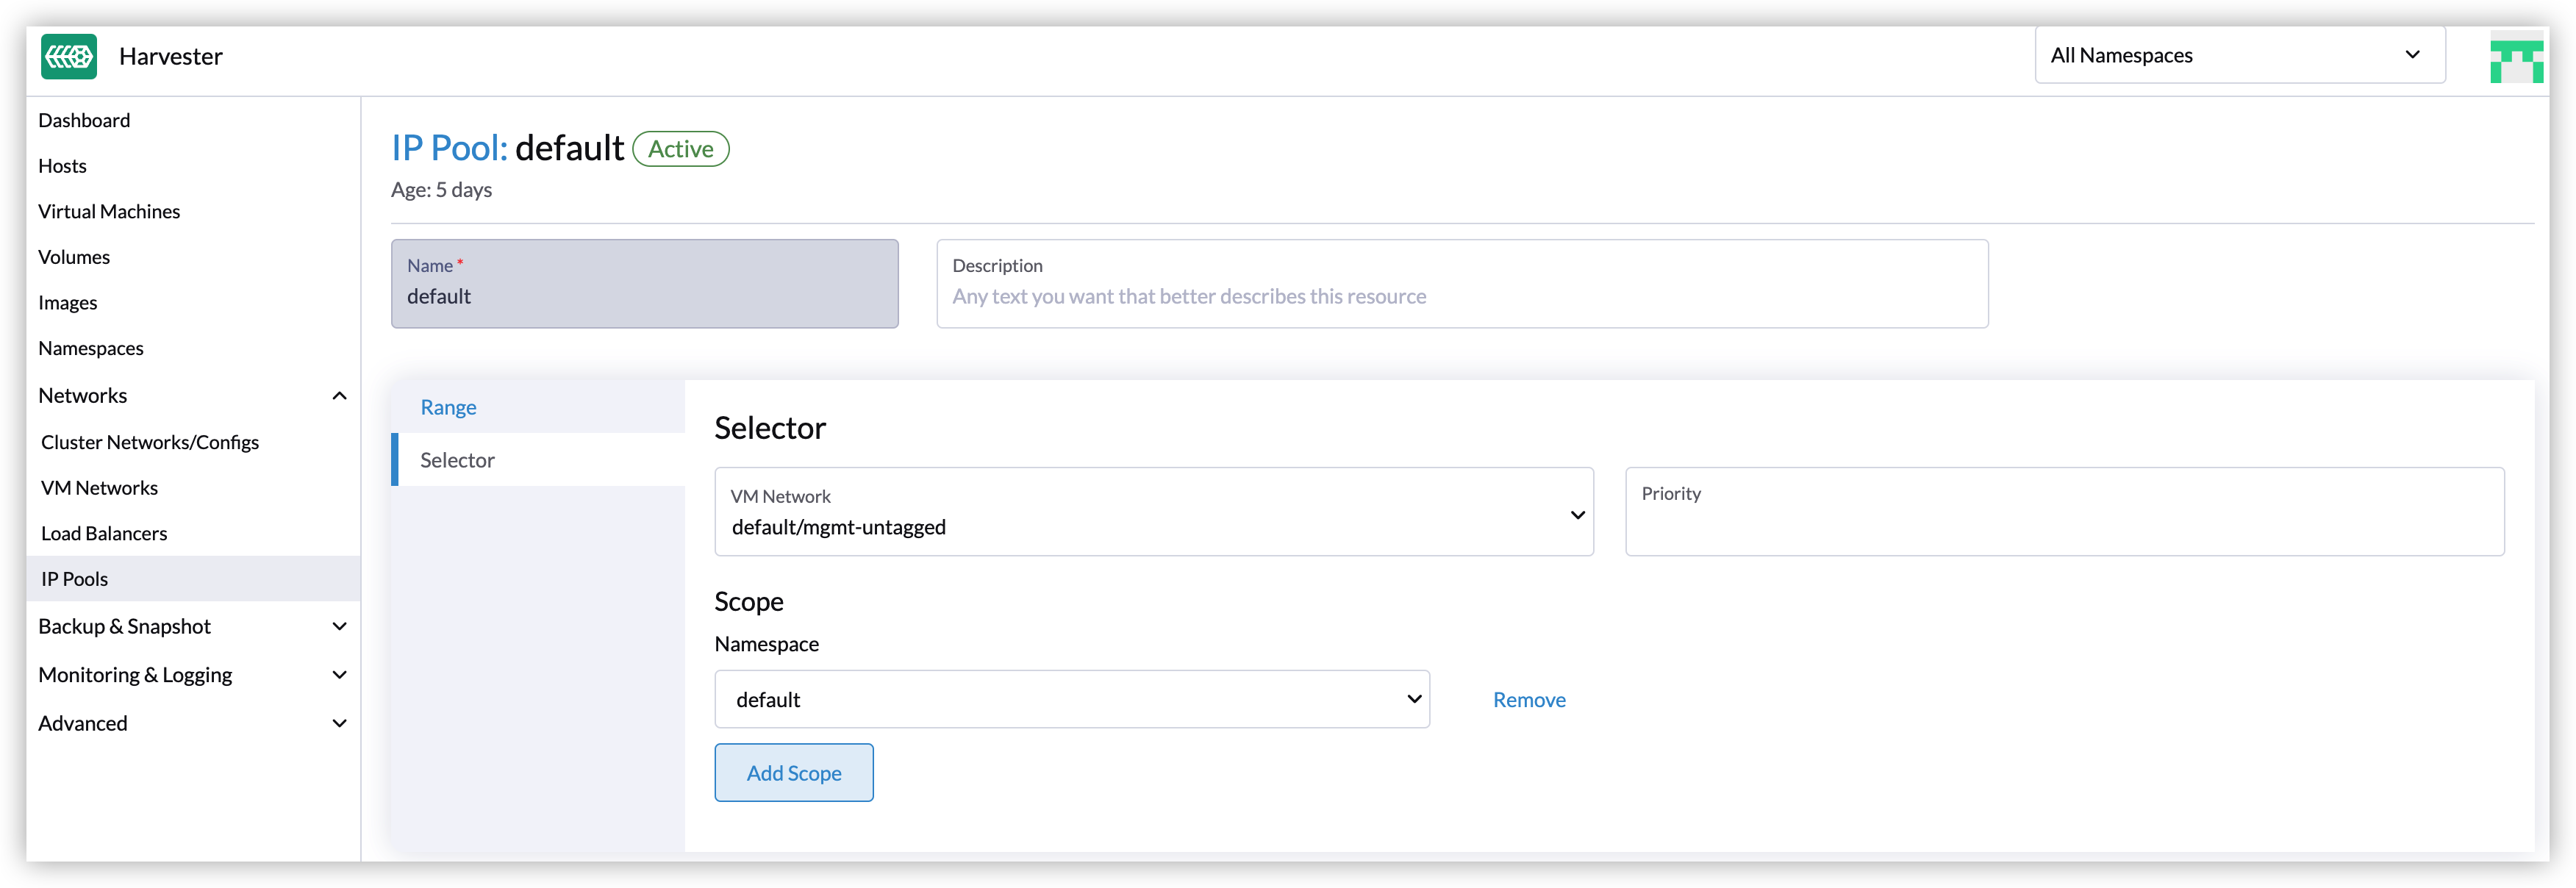 Harvester
All Namespaces
Dashboard
Hosts
Virtual Machines
Volumes
Images
Namespaces
Networks
Cluster Networks/Configs
VM Networks
Load Balancers
IP Pools
Backup & Snapshot
Monitoring & Logging
Advanced
IP Pool: default Active
Age: 5 days
Name *
default
Description
Any text you want that better describes this resource
Range
Selector
Selector
VM Network
default/mgmt-untagged
Priority
Scope
Namespace
default
Remove
Add Scope